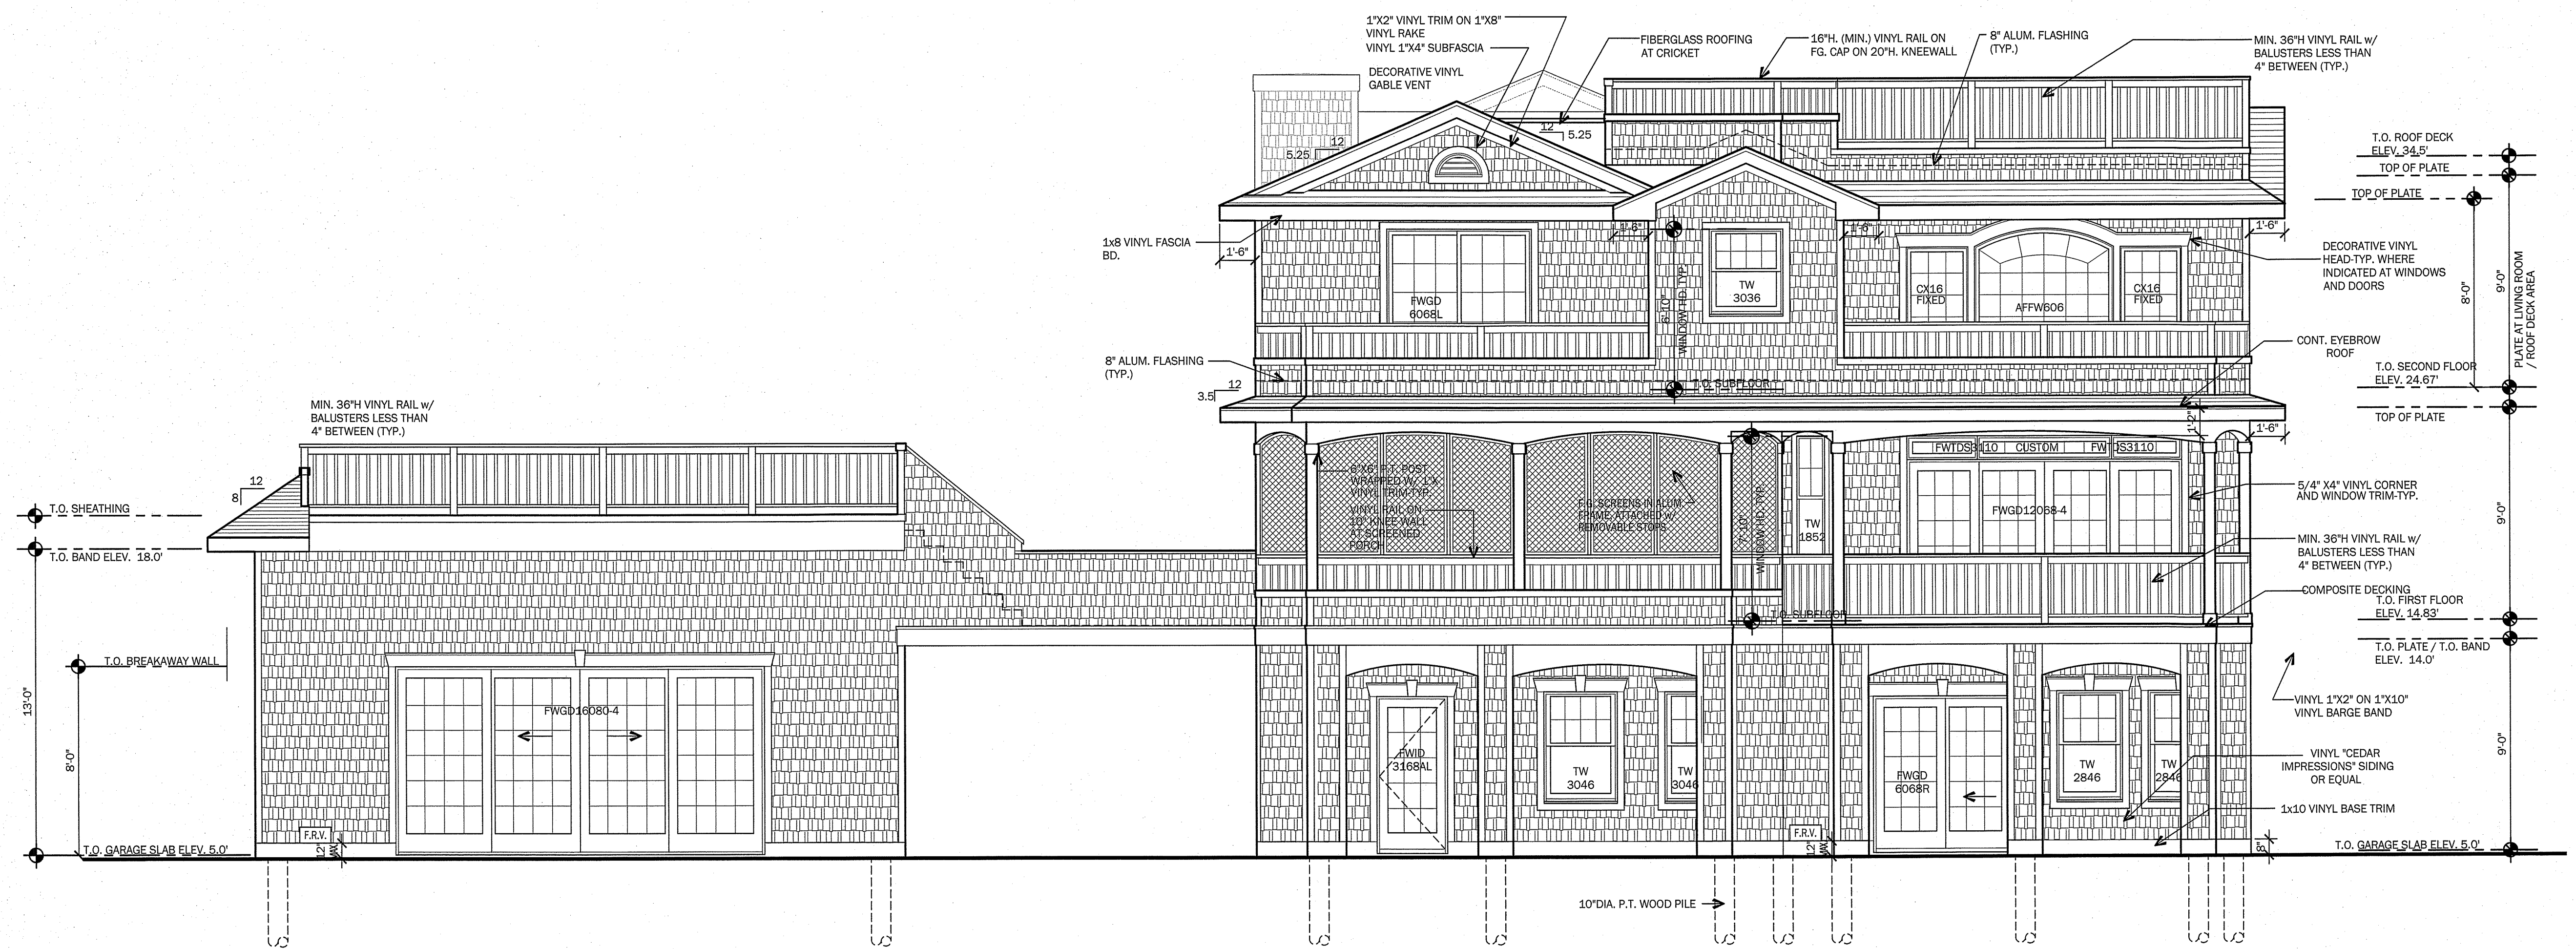 1"X2" VINYL TRIM ON 1"X8"
VINYL RAKE
VINYL 1"X4" SUBFASCIA
DECORATIVE VINYL
GABLE VENT
FIBERGLASS ROOFING
AT CRICKET
16"H. (MIN.) VINYL RAIL ON
FG. CAP ON 20"H. KNEEWALL
8" ALUM. FLASHING
(TYP.)
MIN. 36"H VINYL RAIL w/
BALUSTERS LESS THAN
4" BETWEEN (TYP.)
12
5.25
12
5.25
T.O. ROOF DECK
ELEV. 34.5'
TOP OF PLATE
TOP OF PLATE
1x8 VINYL FASCIA
BD.
1'-6"
1'-6"
1'-6"
1'-6"
FWGD
6068L
6'-10"
WINDOW HD. TYP.
TW
3036
CX16
FIXED
AFFW606
CX16
FIXED
DECORATIVE VINYL
HEAD-TYP. WHERE
INDICATED AT WINDOWS
AND DOORS
8'-0"
9'-0"
PLATE AT LIVING ROOM
/ ROOF DECK AREA
CONT. EYEBROW
ROOF
8" ALUM. FLASHING
(TYP.)
12
3.5
T.O. SUBFLOOR
T.O. SECOND FLOOR
ELEV. 24.67'
TOP OF PLATE
1'-2"
1'-6"
MIN. 36"H VINYL RAIL w/
BALUSTERS LESS THAN
4" BETWEEN (TYP.)
12
8
T.O. SHEATHING
T.O. BAND ELEV. 18.0'
6"X6" P.T. POST
WRAPPED W/ 1"X
VINYL TRIM-TYP.
VINYL RAIL ON
10" KNEE WALL
AT SCREENED
PORCH
F.G. SCREENS IN ALUM.
FRAME, ATTACHED w/
REMOVABLE STOPS
7'-10"
WINDOW HD. TYP.
TW
1852
FWTDS3110
CUSTOM
FWTDS3110
FWGD12068-4
5/4" X4" VINYL CORNER
AND WINDOW TRIM-TYP.
9'-0"
MIN. 36"H VINYL RAIL w/
BALUSTERS LESS THAN
4" BETWEEN (TYP.)
COMPOSITE DECKING
T.O. FIRST FLOOR
ELEV. 14.83'
T.O. SUBFLOOR
T.O. PLATE / T.O. BAND
ELEV. 14.0'
T.O. BREAKAWAY WALL
13'-0"
8'-0"
FWGD16080-4
FWID
3168AL
TW
3046
TW
3046
FWGD
6068R
TW
2846
TW
2846
VINYL 1"X2" ON 1"X10"
VINYL BARGE BAND
9'-0"
VINYL "CEDAR
IMPRESSIONS" SIDING
OR EQUAL
1x10 VINYL BASE TRIM
F.R.V.
12"
MAX.
F.R.V.
12"
MAX.
8"
T.O. GARAGE SLAB ELEV. 5.0'
T.O. GARAGE SLAB ELEV. 5.0'
10"DIA. P.T. WOOD PILE